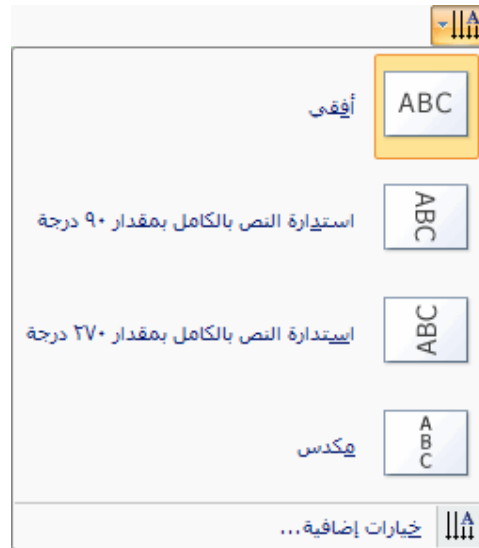 أفقي
ABC
استدارة النص بالكامل بمقدار ٩٠ درجة
ABC
استدارة النص بالكامل بمقدار ٢٧٠ درجة
ABC
مكدس
A
B
C
خيارات إضافية...
A